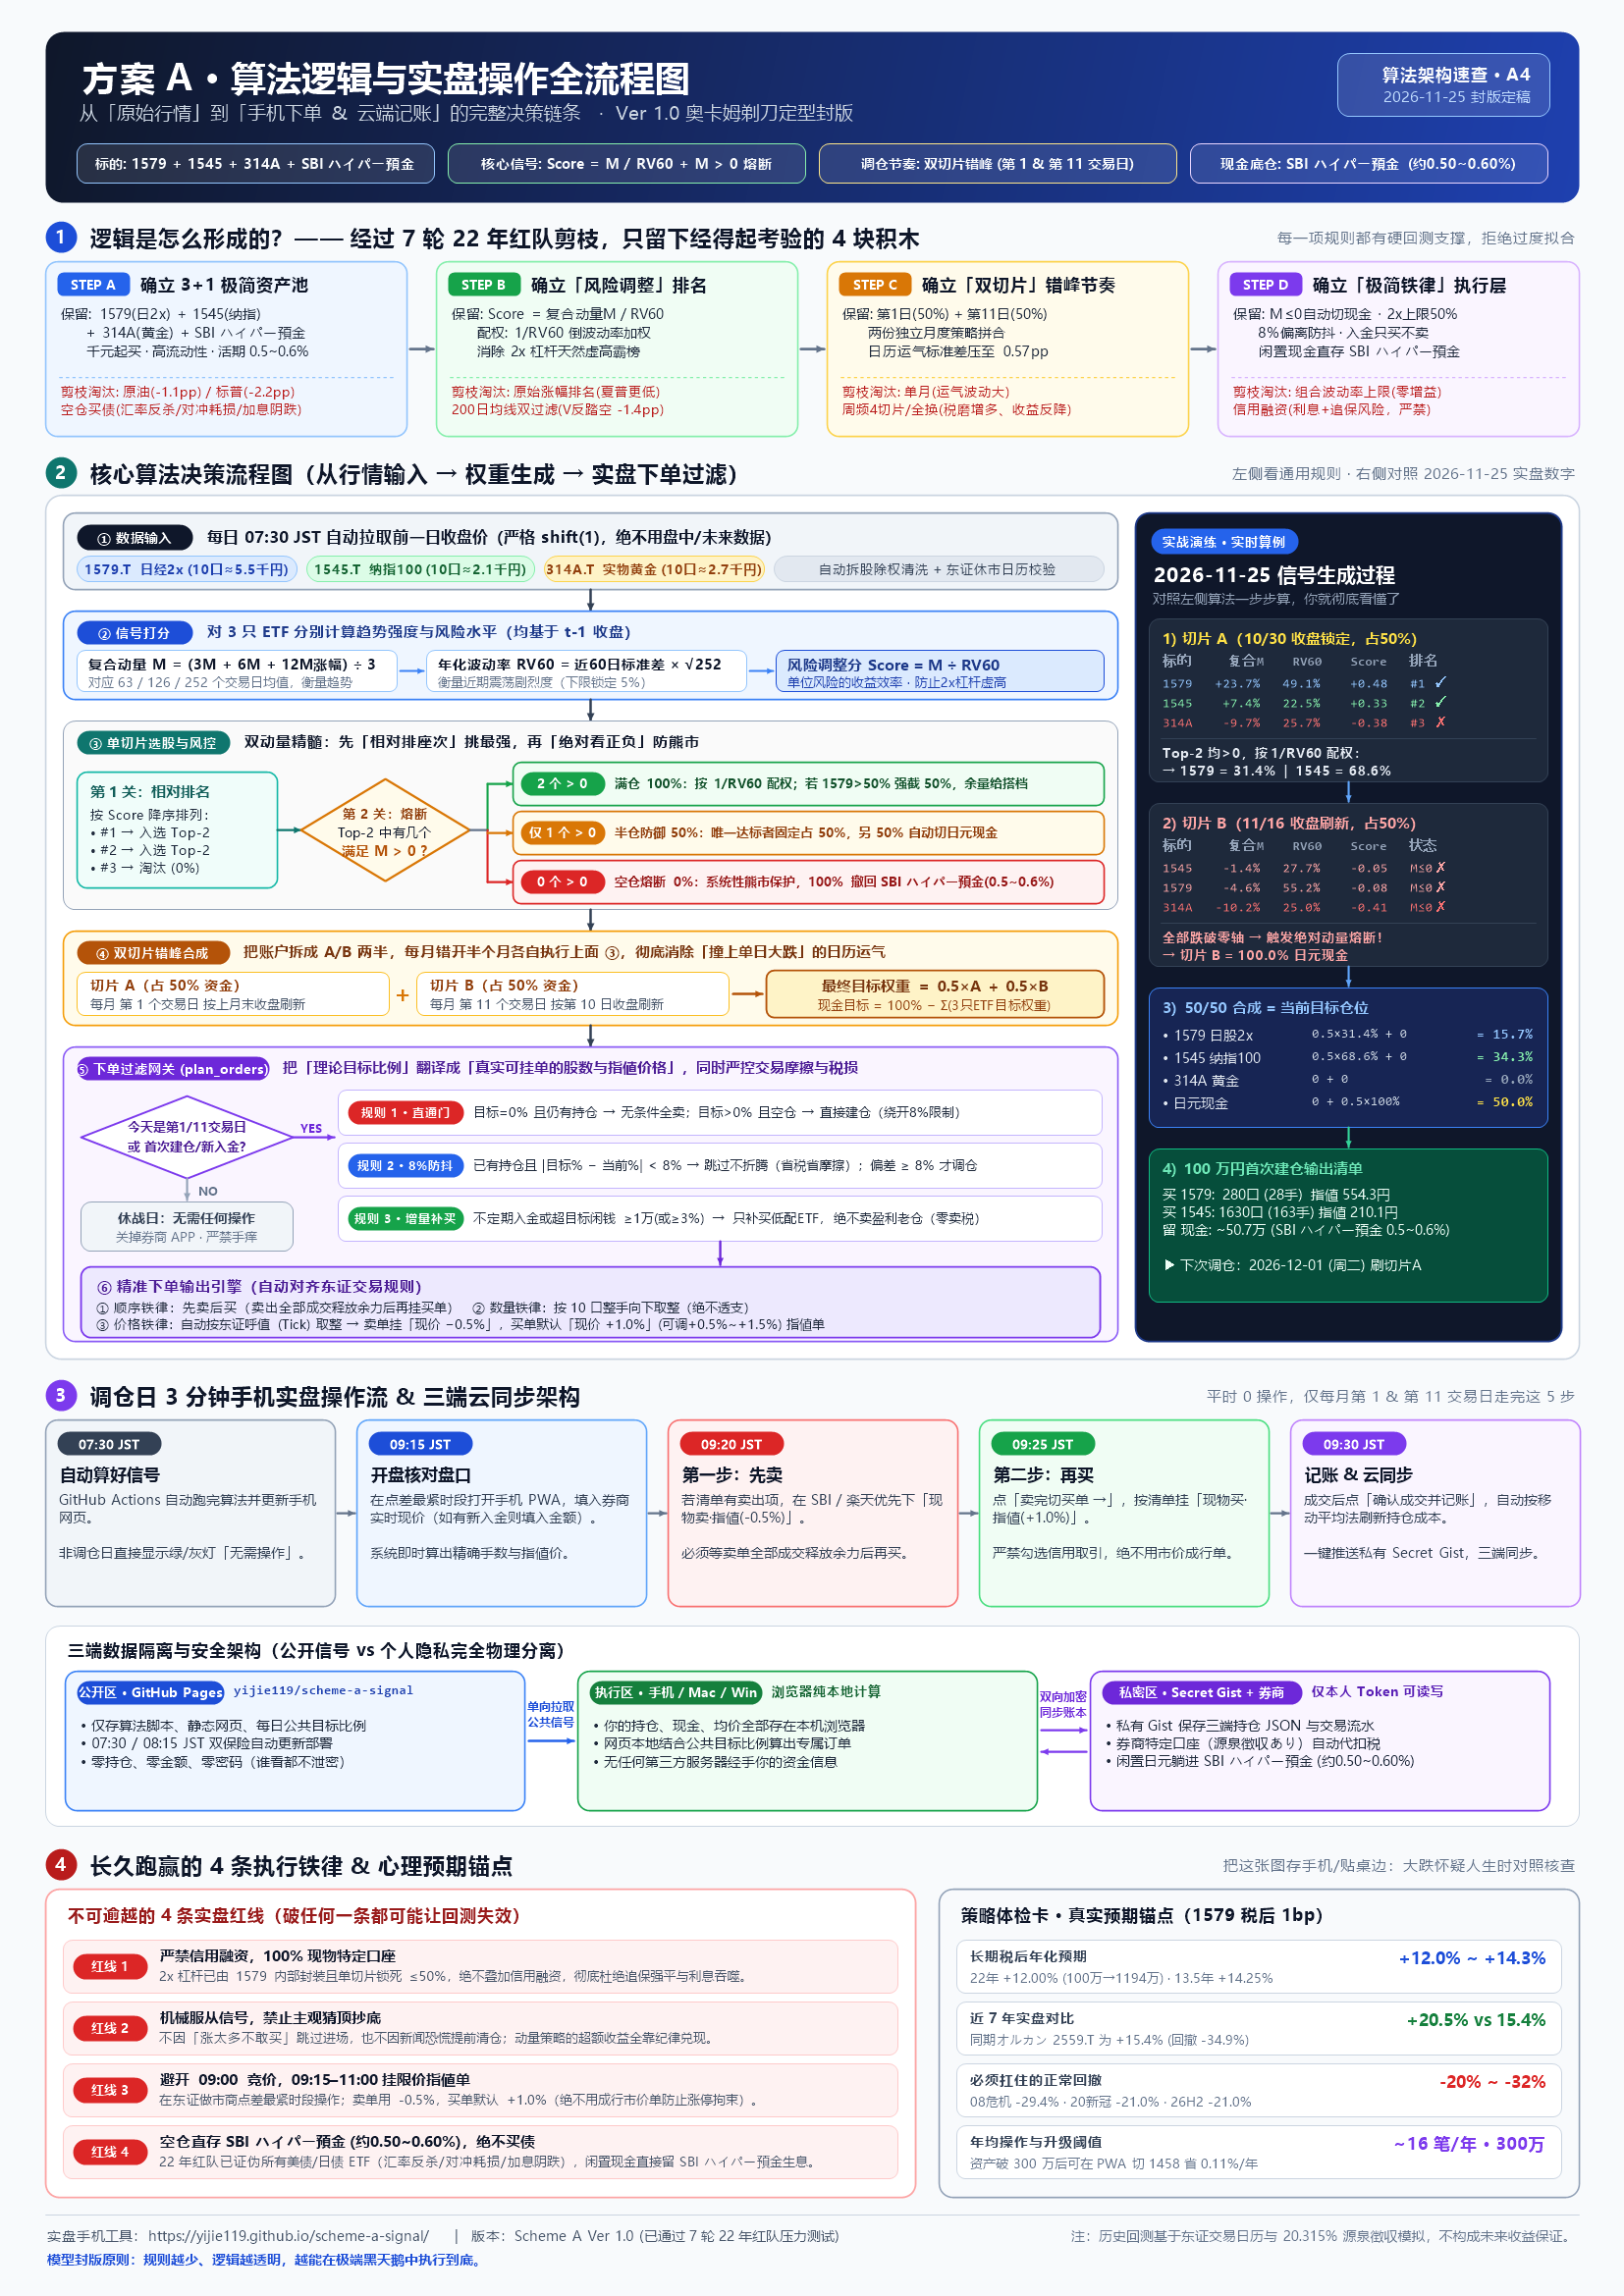 方案 A • 算法逻辑与实盘操作全流程图
从「原始行情」到「手机下单 & 云端记账」的完整决策链条 · Ver 1.0 奥卡姆剃刀定型封版
算法架构速查 • A4
2026-11-25 封版定稿
标的: 1579 + 1545 + 314A + SBI ハイパー預金
核心信号: Score = M / RV60 + M > 0 熔断
调仓节奏: 双切片错峰 (第 1 & 第 11 交易日)
现金底仓: SBI ハイパー預金 (约0.50~0.60%)
1 逻辑是怎么形成的？—— 经过 7 轮 22 年红队剪枝，只留下经得起考验的 4 块积木
每一项规则都有硬回测支撑，拒绝过度拟合
STEP A 确立 3+1 极简资产池
保留: 1579(日2x) + 1545(纳指)
+ 314A(黄金) + SBI ハイパー預金
千元起买 · 高流动性 · 活期 0.5~0.6%
剪枝淘汰: 原油(-1.1pp) / 标普(-2.2pp)
空仓买债(汇率反杀/对冲耗损/加息阴跌)
STEP B 确立「风险调整」排名
保留: Score = 复合动量M / RV60
配权: 1/RV60 倒波动率加权
消除 2x 杠杆天然虚高霸榜
剪枝淘汰: 原始涨幅排名(夏普更低)
200日均线双过滤(V反踏空 -1.4pp)
STEP C 确立「双切片」错峰节奏
保留: 第1日(50%) + 第11日(50%)
两份独立月度策略拼合
日历运气标准差压至 0.57pp
剪枝淘汰: 单月(运气波动大)
周频4切片/全换(税磨增多、收益反降)
STEP D 确立「极简铁律」执行层
保留: M≤0自动切现金 · 2x上限50%
8%偏离防抖 · 入金只买不卖
闲置现金直存 SBI ハイパー預金
剪枝淘汰: 组合波动率上限(零增益)
信用融资(利息+追保风险，严禁)
2 核心算法决策流程图（从行情输入 → 权重生成 → 实盘下单过滤）
左侧看通用规则 · 右侧对照 2026-11-25 实盘数字
① 数据输入 每日 07:30 JST 自动拉取前一日收盘价 (严格 shift(1)，绝不用盘中/未来数据)
1579.T 日经2x (10口≈5.5千円)
1545.T 纳指100 (10口≈2.1千円)
314A.T 实物黄金 (10口≈2.7千円)
自动拆股除权清洗 + 东证休市日历校验
② 信号打分 对 3 只 ETF 分别计算趋势强度与风险水平（均基于 t-1 收盘）
复合动量 M = (3M + 6M + 12M涨幅) ÷ 3
对应 63 / 126 / 252 个交易日均值，衡量趋势
年化波动率 RV60 = 近60日标准差 × √252
衡量近期震荡剧烈度（下限锁定 5%）
风险调整分 Score = M ÷ RV60
单位风险的收益效率 · 防止2x杠杆虚高
③ 单切片选股与风控 双动量精髓：先「相对排座次」挑最强，再「绝对看正负」防熊市
第 1 关：相对排名
按 Score 降序排列：
• #1 → 入选 Top-2
• #2 → 入选 Top-2
• #3 → 淘汰 (0%)
第 2 关：熔断
Top-2 中有几个
满足 M > 0 ?
2 个 > 0 满仓 100%：按 1/RV60 配权；若 1579>50% 强截 50%，余量给搭档
仅 1 个 > 0 半仓防御 50%：唯一达标者固定占 50%，另 50% 自动切日元现金
0 个 > 0 空仓熔断 0%：系统性熊市保护，100% 撤回 SBI ハイパー預金(0.5~0.6%)
④ 双切片错峰合成 把账户拆成 A/B 两半，每月错开半个月各自执行上面 ③，彻底消除「撞上单日大跌」的日历运气
切片 A（占 50% 资金）
每月 第 1 个交易日 按上月末收盘刷新
+
切片 B（占 50% 资金）
每月 第 11 个交易日 按第 10 日收盘刷新
最终目标权重 = 0.5×A + 0.5×B
现金目标 = 100% − Σ(3只ETF目标权重)
⑤ 下单过滤网关 (plan_orders) 把「理论目标比例」翻译成「真实可挂单的股数与指値价格」，同时严控交易摩擦与税损
今天是第1/11交易日
或 首次建仓/新入金?
YES
NO
休战日：无需任何操作
关掉券商 APP · 严禁手痒
规则 1 • 直通门 目标=0% 且仍有持仓 → 无条件全卖；目标>0% 且空仓 → 直接建仓（绕开8%限制）
规则 2 • 8%防抖 已有持仓且 |目标% − 当前%| < 8% → 跳过不折腾（省税省摩擦）；偏差 ≥ 8% 才调仓
规则 3 • 增量补买 不定期入金或超目标闲钱 ≥1万(或≥3%) → 只补买低配ETF，绝不卖盈利老仓（零卖税）
⑥ 精准下单输出引擎（自动对齐东证交易规则）
① 顺序铁律：先卖后买（卖出全部成交释放余力后再挂买单） ② 数量铁律：按 10 口整手向下取整（绝不透支）
③ 价格铁律：自动按东证呼值 (Tick) 取整 → 卖单挂「现价 −0.5%」，买单默认「现价 +1.0%」(可调+0.5%~+1.5%) 指値单
实战演练 • 实时算例
2026-11-25 信号生成过程
对照左侧算法一步步算，你就彻底看懂了
1) 切片 A（10/30 收盘锁定，占50%）
标的 复合M RV60 Score 排名
1579 +23.7% 49.1% +0.48 #1 ✓
1545 +7.4% 22.5% +0.33 #2 ✓
314A -9.7% 25.7% -0.38 #3 ✗
Top-2 均>0，按 1/RV60 配权：
→ 1579 = 31.4% | 1545 = 68.6%
2) 切片 B（11/16 收盘刷新，占50%）
标的 复合M RV60 Score 状态
1545 -1.4% 27.7% -0.05 M≤0 ✗
1579 -4.6% 55.2% -0.08 M≤0 ✗
314A -10.2% 25.0% -0.41 M≤0 ✗
全部跌破零轴 → 触发绝对动量熔断！
→ 切片 B = 100.0% 日元现金
3) 50/50 合成 = 当前目标仓位
• 1579 日股2x 0.5×31.4% + 0 = 15.7%
• 1545 纳指100 0.5×68.6% + 0 = 34.3%
• 314A 黄金 0 + 0 = 0.0%
• 日元现金 0 + 0.5×100% = 50.0%
4) 100 万円首次建仓输出清单
买 1579: 280口 (28手) 指値 554.3円
买 1545: 1630口 (163手) 指値 210.1円
留 现金: ~50.7万 (SBI ハイパー預金 0.5~0.6%)
▶ 下次调仓：2026-12-01 (周二) 刷切片A
3 调仓日 3 分钟手机实盘操作流 & 三端云同步架构
平时 0 操作，仅每月第 1 & 第 11 交易日走完这 5 步
07:30 JST
自动算好信号
GitHub Actions 自动跑完算法并更新手机
网页。
非调仓日直接显示绿/灰灯「无需操作」。
09:15 JST
开盘核对盘口
在点差最紧时段打开手机 PWA，填入券商
实时现价（如有新入金则填入金额）。
系统即时算出精确手数与指値价。
09:20 JST
第一步：先卖
若清单有卖出项，在 SBI / 楽天优先下「现
物卖·指値(-0.5%)」。
必须等卖单全部成交释放余力后再买。
09:25 JST
第二步：再买
点「卖完切买单 →」，按清单挂「现物买·
指値(+1.0%)」。
严禁勾选信用取引，绝不用市价成行单。
09:30 JST
记账 & 云同步
成交后点「确认成交并记账」，自动按移
动平均法刷新持仓成本。
一键推送私有 Secret Gist，三端同步。
三端数据隔离与安全架构（公开信号 vs 个人隐私完全物理分离）
公开区 • GitHub Pages yijie119/scheme-a-signal
• 仅存算法脚本、静态网页、每日公共目标比例
• 07:30 / 08:15 JST 双保险自动更新部署
• 零持仓、零金额、零密码（谁看都不泄密）
单向拉取
公共信号
执行区 • 手机 / Mac / Win 浏览器纯本地计算
• 你的持仓、现金、均价全部存在本机浏览器
• 网页本地结合公共目标比例算出专属订单
• 无任何第三方服务器经手你的资金信息
双向加密
同步账本
私密区 • Secret Gist + 券商 仅本人 Token 可读写
• 私有 Gist 保存三端持仓 JSON 与交易流水
• 券商特定口座（源泉徴収あり）自动代扣税
• 闲置日元躺进 SBI ハイパー預金 (约0.50~0.60%)
4 长久跑赢的 4 条执行铁律 & 心理预期锚点
把这张图存手机/贴桌边：大跌怀疑人生时对照核查
不可逾越的 4 条实盘红线（破任何一条都可能让回测失效）
红线 1 严禁信用融资，100% 现物特定口座
2x 杠杆已由 1579 内部封装且单切片锁死 ≤50%，绝不叠加信用融资，彻底杜绝追保强平与利息吞噬。
红线 2 机械服从信号，禁止主观猜顶抄底
不因「涨太多不敢买」跳过进场，也不因新闻恐慌提前清仓；动量策略的超额收益全靠纪律兑现。
红线 3 避开 09:00 竞价，09:15–11:00 挂限价指値单
在东证做市商点差最紧时段操作；卖单用 -0.5%，买单默认 +1.0%（绝不用成行市价单防止涨停拘束）。
红线 4 空仓直存 SBI ハイパー預金 (约0.50~0.60%)，绝不买债
22 年红队已证伪所有美债/日债 ETF（汇率反杀/对冲耗损/加息阴跌），闲置现金直接留 SBI ハイパー預金生息。
策略体检卡 • 真实预期锚点（1579 税后 1bp）
长期税后年化预期 +12.0% ~ +14.3%
22年 +12.00% (100万→1194万) · 13.5年 +14.25%
近 7 年实盘对比 +20.5% vs 15.4%
同期オルカン 2559.T 为 +15.4% (回撤 -34.9%)
必须扛住的正常回撤 -20% ~ -32%
08危机 -29.4% · 20新冠 -21.0% · 26H2 -21.0%
年均操作与升级阈值 ~16 笔/年 • 300万
资产破 300 万后可在 PWA 切 1458 省 0.11%/年
实盘手机工具：https://yijie119.github.io/scheme-a-signal/ | 版本：Scheme A Ver 1.0 (已通过 7 轮 22 年红队压力测试)
注：历史回测基于东证交易日历与 20.315% 源泉徴収模拟，不构成未来收益保证。
模型封版原则：规则越少、逻辑越透明，越能在极端黑天鹅中执行到底。